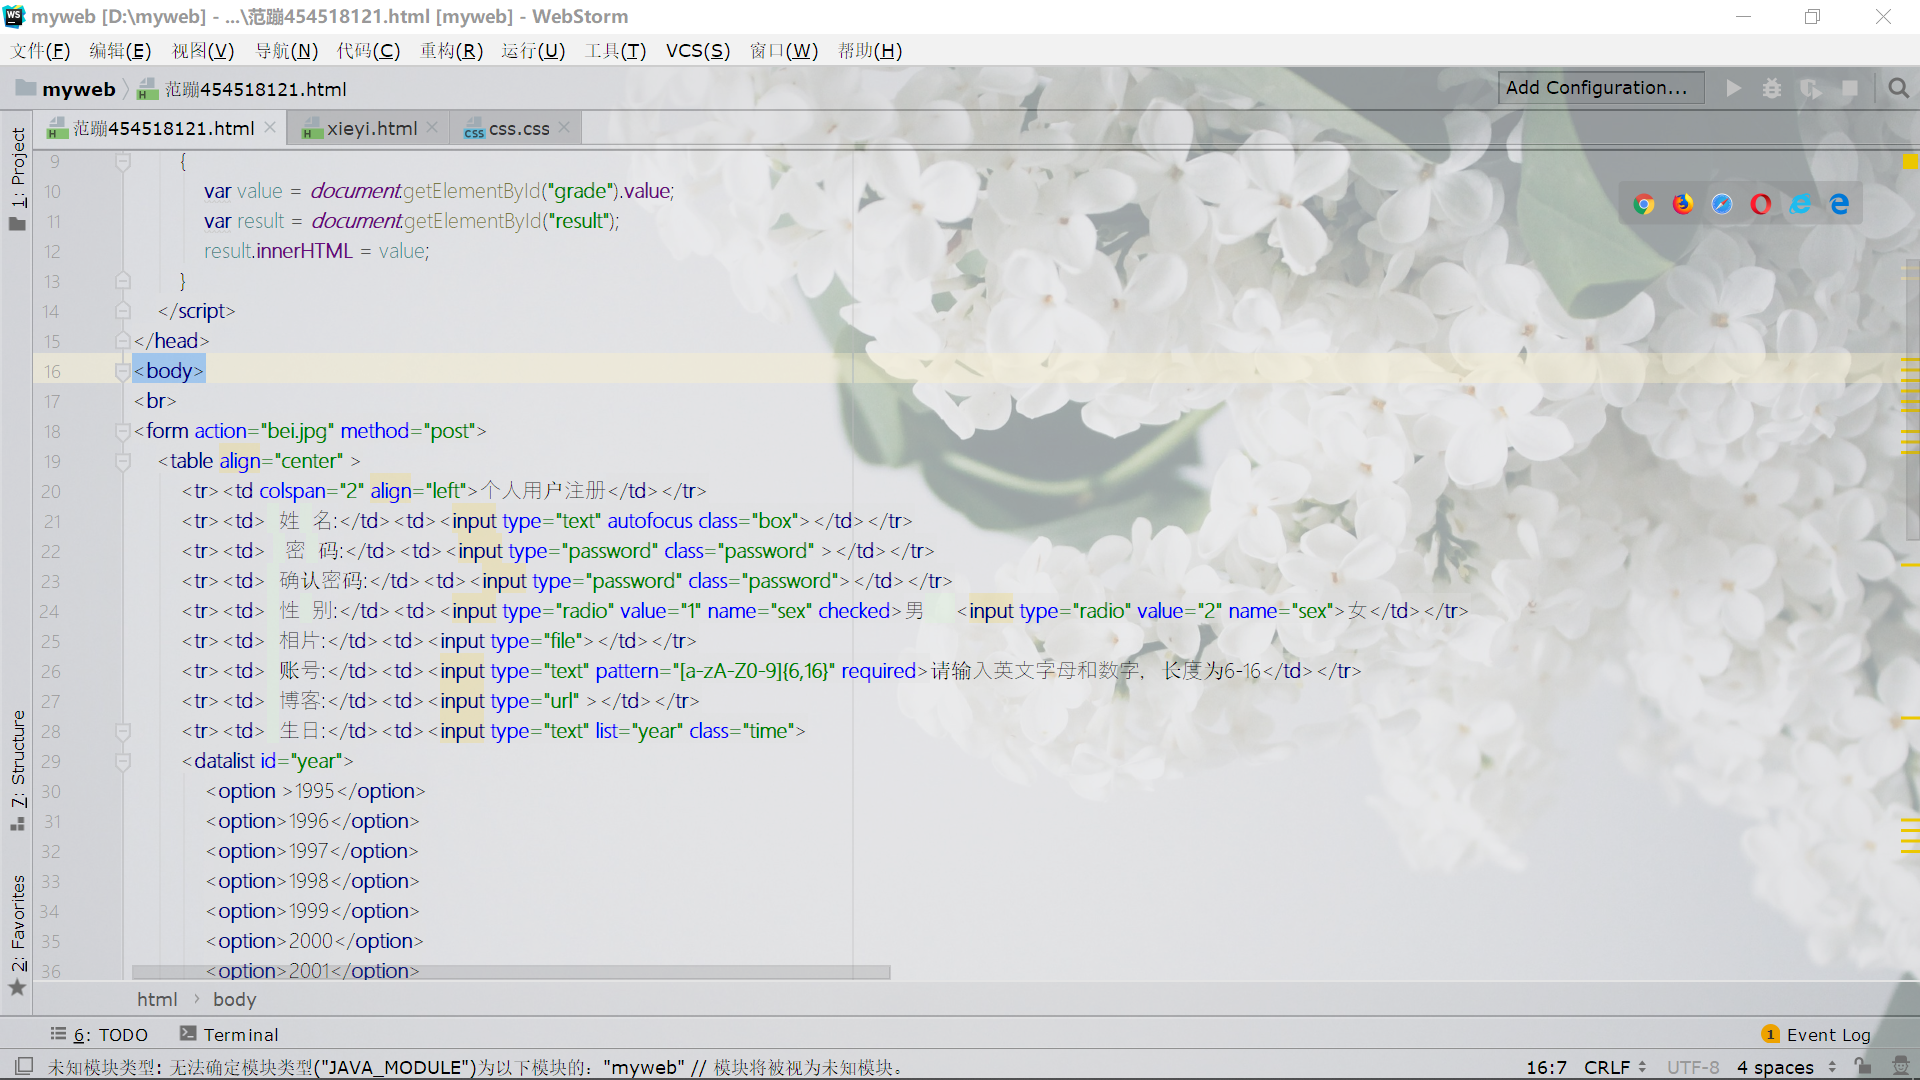 myweb [D:\myweb] - ...\范蹦454518121.html [myweb] - WebStorm
文件(F) 编辑(E) 视图(V) 导航(N) 代码(C) 重构(R) 运行(U) 工具(T) VCS(S) 窗口(W) 帮助(H)
myweb 范蹦454518121.html Add Configuration...
范蹦454518121.html xieyi.html css.css
1: Project
7: Structure
2: Favorites
9 {
10 var value = document.getElementById("grade").value;
11 var result = document.getElementById("result");
12 result.innerHTML = value;
13 }
14 </script>
15 </head>
16 <body>
17 <br>
18 <form action="bei.jpg" method="post">
19 <table align="center" >
20 <tr><td colspan="2" align="left">个人用户注册</td></tr>
21 <tr><td> 姓 名:</td><td><input type="text" autofocus class="box"></td></tr>
22 <tr><td> 密 码:</td><td><input type="password" class="password" ></td></tr>
23 <tr><td> 确认密码:</td><td><input type="password" class="password"></td></tr>
24 <tr><td> 性 别:</td><td><input type="radio" value="1" name="sex" checked>男 <input type="radio" value="2" name="sex">女</td></tr>
25 <tr><td> 相片:</td><td><input type="file"></td></tr>
26 <tr><td> 账号:</td><td><input type="text" pattern="[a-zA-Z0-9]{6,16}" required>请输入英文字母和数字，长度为6-16</td></tr>
27 <tr><td> 博客:</td><td><input type="url" ></td></tr>
28 <tr><td> 生日:</td><td><input type="text" list="year" class="time">
29 <datalist id="year">
30 <option >1995</option>
31 <option>1996</option>
32 <option>1997</option>
33 <option>1998</option>
34 <option>1999</option>
35 <option>2000</option>
36 <option>2001</option>
html › body
6: TODO Terminal 1 Event Log
未知模块类型: 无法确定模块类型("JAVA_MODULE")为以下模块的："myweb" // 模块将被视为未知模块。 16:7 CRLF UTF-8 4 spaces